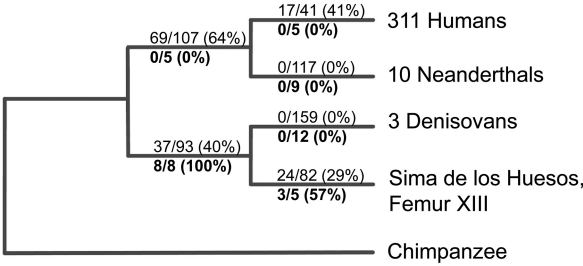 17/41 (41%)
311 Humans
0/5 (0%)
69/107 (64%)
0/5 (0%)
0/117 (0%)
10 Neanderthals
0/9 (0%)
0/159 (0%)
3 Denisovans
0/12 (0%)
37/93 (40%)
8/8 (100%)
24/82 (29%)
Sima de los Huesos,
3/5 (57%)
Femur XIII
Chimpanzee